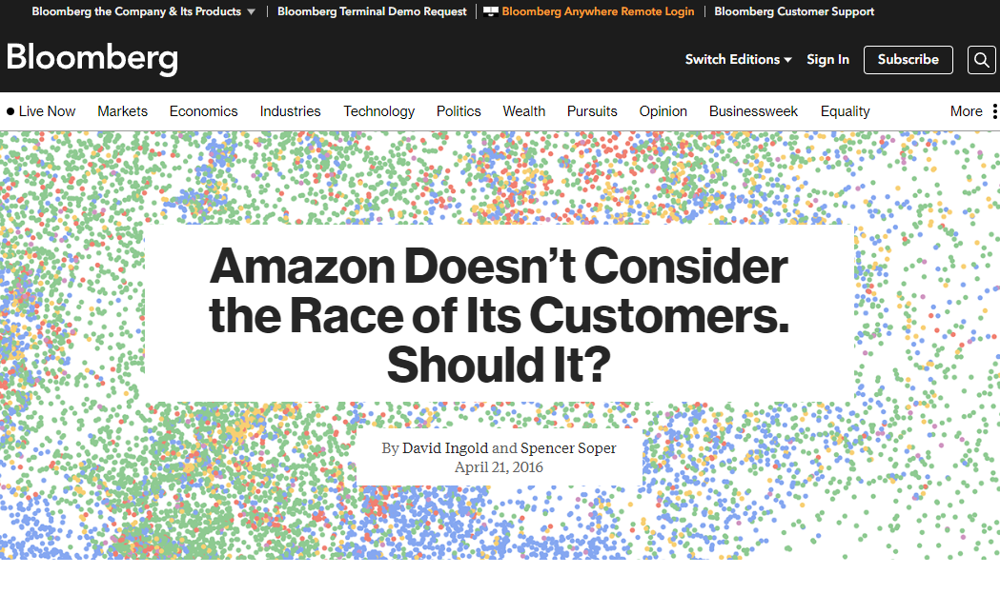 Bloomberg the Company & Its Products Bloomberg Terminal Demo Request Bloomberg Anywhere Remote Login Bloomberg Customer Support
Bloomberg Switch Editions Sign In Subscribe
Live Now Markets Economics Industries Technology Politics Wealth Pursuits Opinion Businessweek Equality More
Amazon Doesn’t Consider
the Race of Its Customers.
Should It?
By David Ingold and Spencer Soper
April 21, 2016